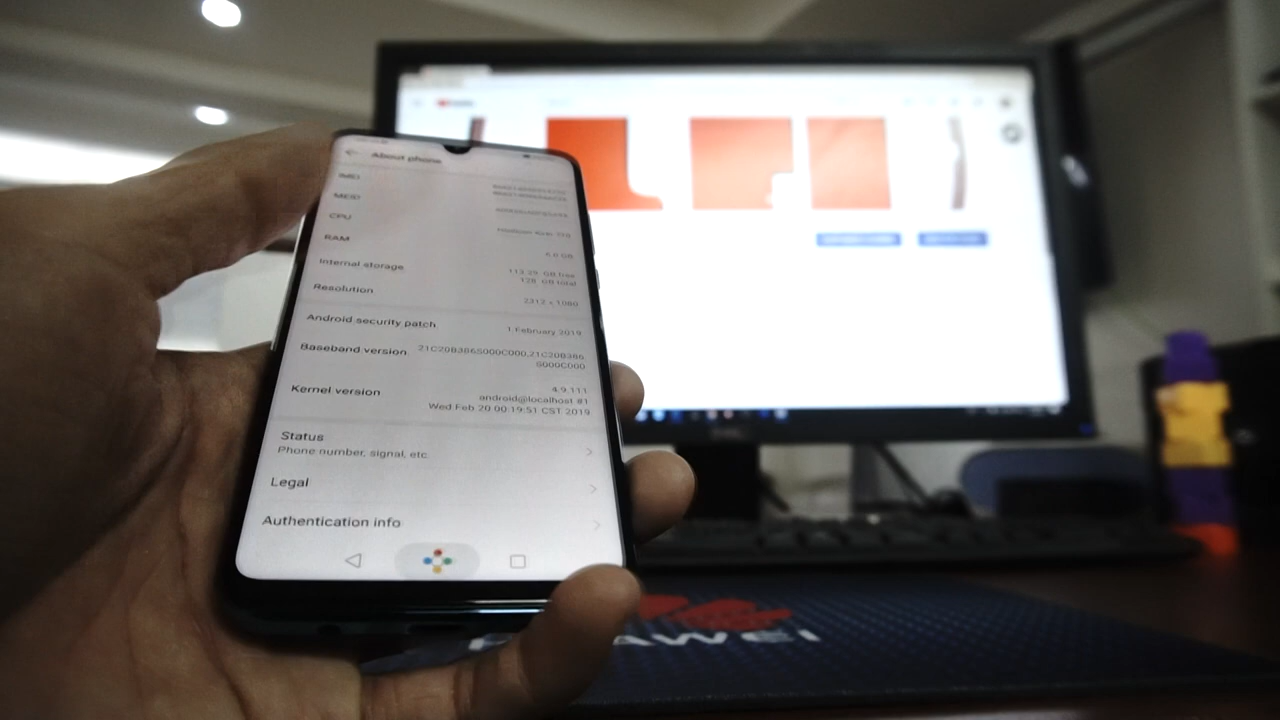 About phone
IMEI
MEID
CPU
RAM
6.0 GB
Internal storage
113.29 GB free
128 GB total
Resolution
2312 x 1080
Android security patch
1 February 2019
Baseband version
21C20B386S000C000,21C20B386
S000C000
Kernel version
4.9.111
android@localhost #1
Wed Feb 20 00:19:51 CST 2019
Status
Phone number, signal, etc.
Legal
Authentication info
AWEI